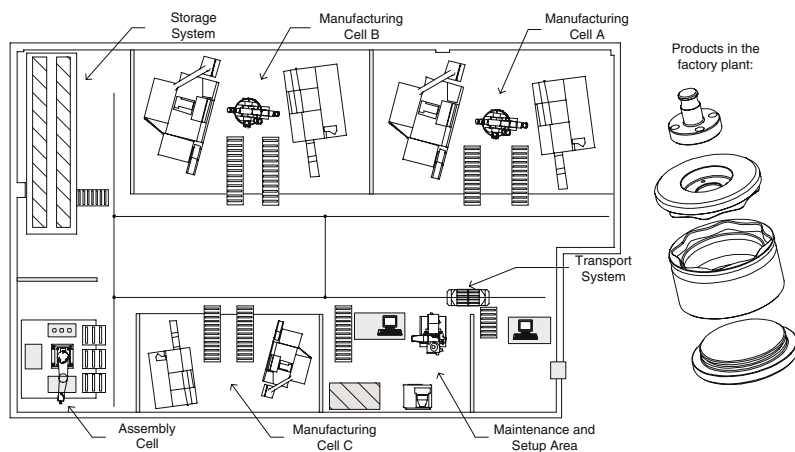 Storage
System
Manufacturing
Cell B
Manufacturing
Cell A
Products in the
factory plant:
Transport
System
Assembly
Cell
Manufacturing
Cell C
Maintenance and
Setup Area